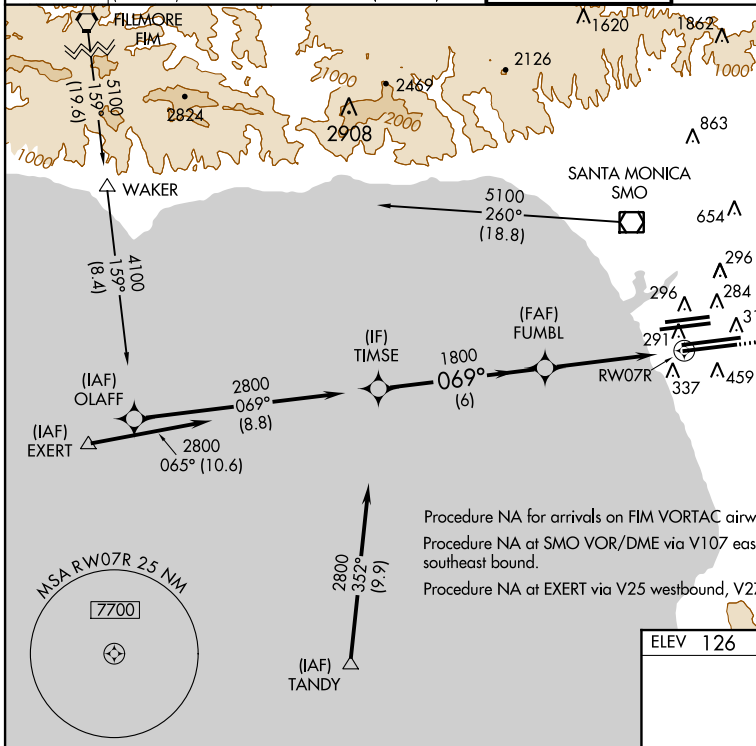 FILLMORE
FIM
5100
159°
(19.6)
1620
1862
1000
2126
2469
1000
2824
2908
2000
1000
863
WAKER
SANTA MONICA
SMO
5100
260°
(18.8)
654
4100
159°
(8.4)
296
296
284
291
RW07R
337
459
(FAF)
FUMBL
(IF)
TIMSE
1800
069°
(6)
(IAF)
OLAFF
2800
069°
(8.8)
(IAF)
EXERT
2800
065° (10.6)
Procedure NA for arrivals on FIM VORTAC
Procedure NA at SMO VOR/DME via V107
southeast bound.
Procedure NA at EXERT via V25 westbound,
2800
352°
(9.9)
MSA RW07R 25 NM
7700
(IAF)
TANDY
ELEV 126